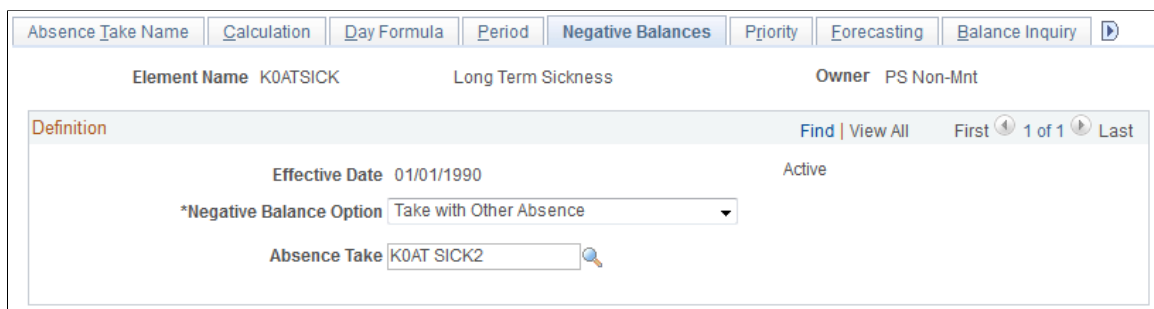 Absence Take Name Calculation Day Formula Period Negative Balances Priority Forecasting Balance Inquiry
Element Name K0ATSICK Long Term Sickness Owner PS Non-Mnt
Definition Find | View All First 1 of 1 Last
Effective Date 01/01/1990 Active
*Negative Balance Option Take with Other Absence
Absence Take K0AT SICK2